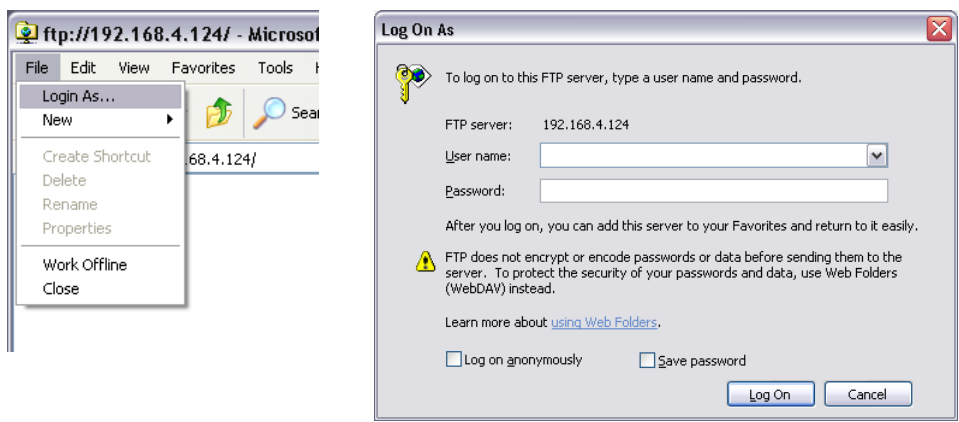 ftp://192.168.4.124/ - Microsof
File Edit View Favorites Tools
Login As...
New
Sear
Create Shortcut
.68.4.124/
Delete
Rename
Properties
Work Offline
Close
Log On As
To log on to this FTP server, type a user name and password.
FTP server: 192.168.4.124
User name:
Password:
After you log on, you can add this server to your Favorites and return to it easily.
FTP does not encrypt or encode passwords or data before sending them to the
server. To protect the security of your passwords and data, use Web Folders
(WebDAV) instead.
Learn more about using Web Folders.
Log on anonymously Save password
Log On Cancel